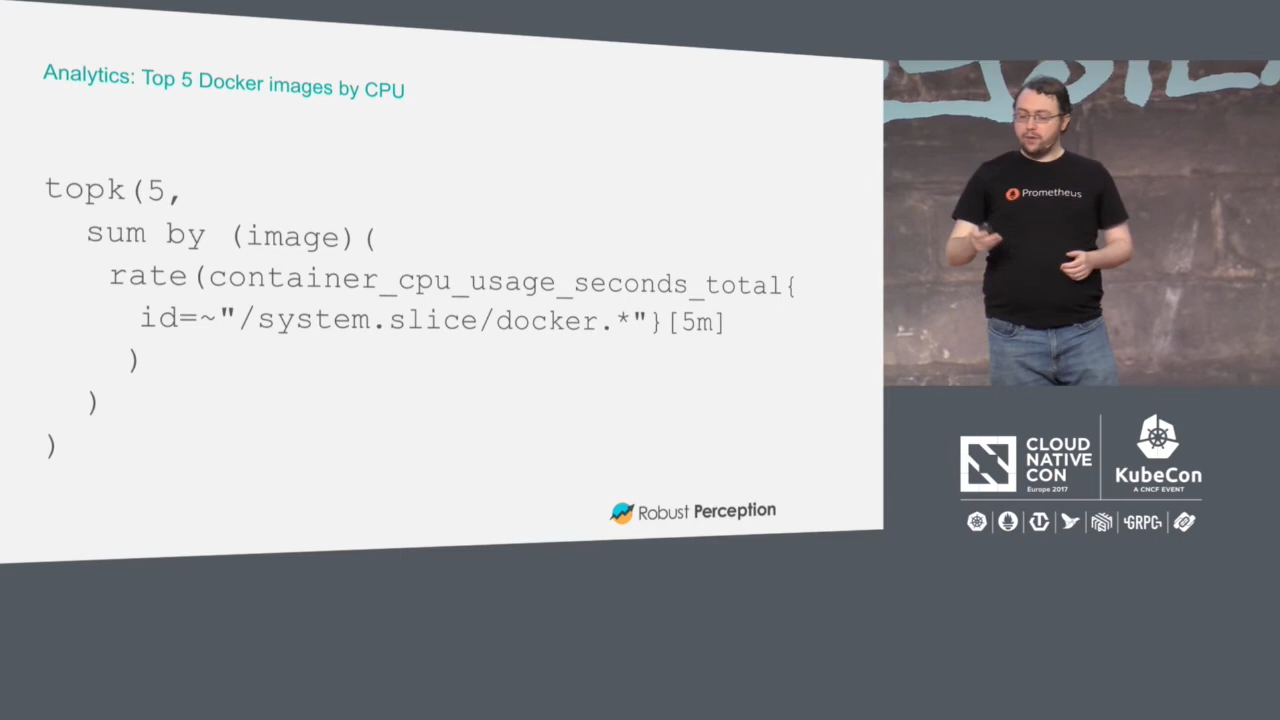 Analytics: Top 5 Docker images by CPU
topk(5,
sum by (image)(
rate(container_cpu_usage_seconds_total{
id=~"/system.slice/docker.*"}[5m]
)
)
)
Robust Perception
Prometheus
CLOUD
NATIVE
CON
Europe 2017
KubeCon
A CNCF EVENT
GRPC